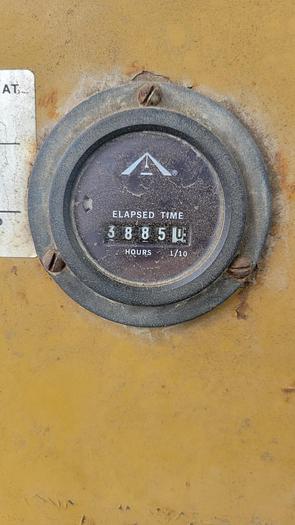 AT
®
ELAPSED TIME
3885
HOURS 1/10